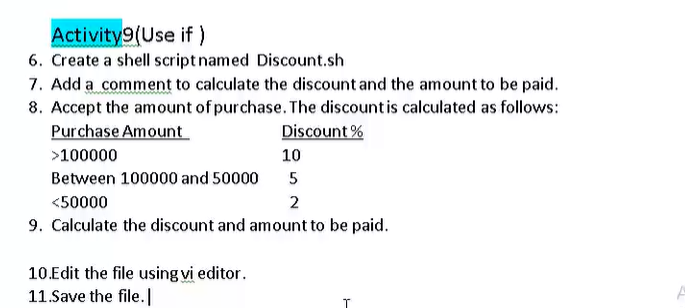 Activity9(Use if )
6. Create a shell script named Discount.sh
7. Add a comment to calculate the discount and the amount to be paid.
8. Accept the amount of purchase. The discount is calculated as follows:
Purchase Amount Discount %
>100000 10
Between 100000 and 50000 5
<50000 2
9. Calculate the discount and amount to be paid.
10.Edit the file using vi editor.
11.Save the file.